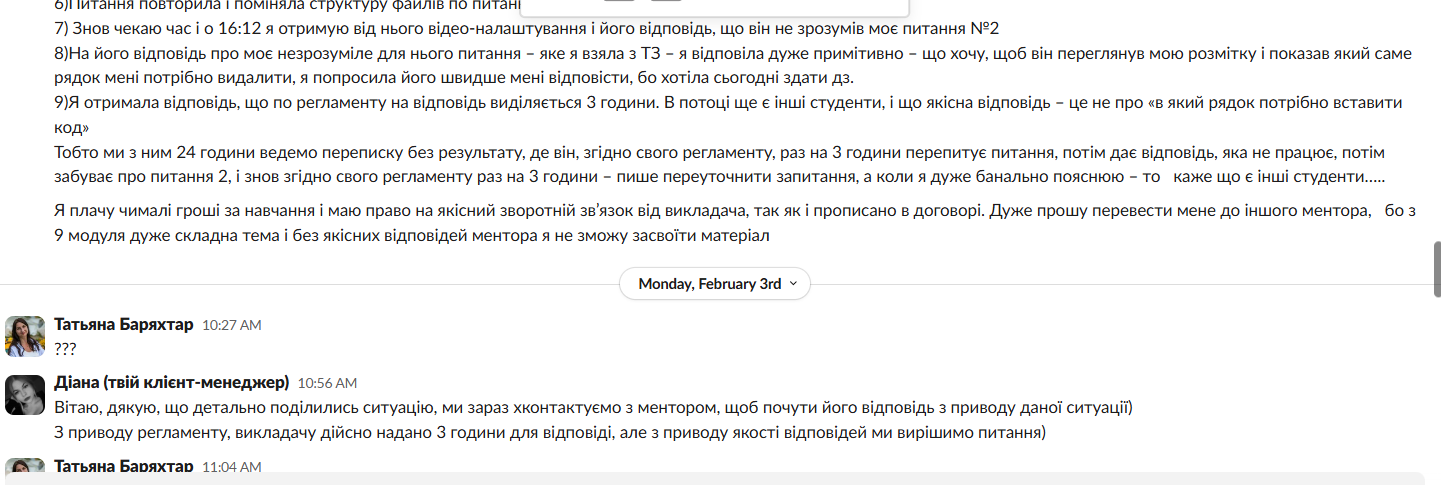 6)Питання повторила і поміняла структуру файлів по питан
7) Знов чекаю час і о 16:12 я отримую від нього відео-налаштування і його відповідь, що він не зрозумів моє питання №2
8)На його відповідь про моє незрозуміле для нього питання – яке я взяла з ТЗ – я відповіла дуже примітивно – що хочу, щоб він переглянув мою розмітку і показав який саме
рядок мені потрібно видалити, я попросила його швидше мені відповісти, бо хотіла сьогодні здати дз.
9)Я отримала відповідь, що по регламенту на відповідь виділяється 3 години. В потоці ще є інші студенти, і що якісна відповідь – це не про «в який рядок потрібно вставити
код»
Тобто ми з ним 24 години ведемо переписку без результату, де він, згідно свого регламенту, раз на 3 години перепитує питання, потім дає відповідь, яка не працює, потім
забуває про питання 2, і знов згідно свого регламенту раз на 3 години – пише переуточнити запитання, а коли я дуже банально пояснюю – то каже що є інші студенти…..
Я плачу чималі гроші за навчання і маю право на якісний зворотній зв’язок від викладача, так як і прописано в договорі. Дуже прошу перевести мене до іншого ментора, бо з
9 модуля дуже складна тема і без якісних відповідей ментора я не зможу засвоїти матеріал
Monday, February 3rd
Татьяна Баряхтар 10:27 AM
???
Діана (твій клієнт-менеджер) 10:56 AM
Вітаю, дякую, що детально поділились ситуацію, ми зараз хконтактуємо з ментором, щоб почути його відповідь з приводу даної ситуації)
З приводу регламенту, викладачу дійсно надано 3 години для відповіді, але з приводу якості відповідей ми вирішимо питання)
Татьяна Баряхтар 11:04 AM